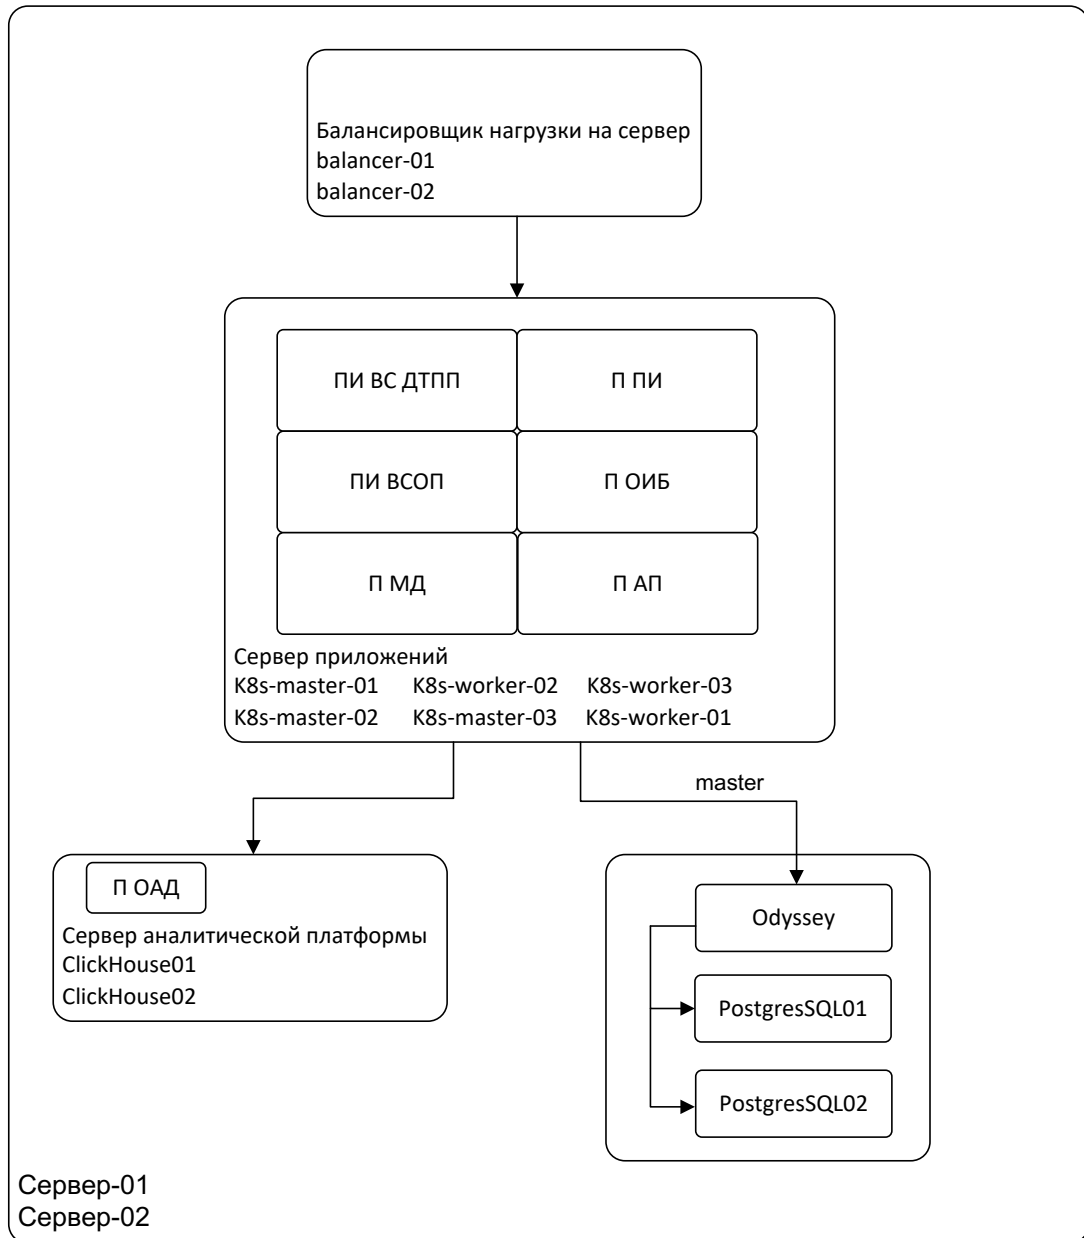 Балансировщик нагрузки на сервер
balancer-01
balancer-02
ПИ ВС ДТПП
П ПИ
ПИ ВСОП
П ОИБ
П МД
П АП
Сервер приложений
K8s-master-01 K8s-worker-02 K8s-worker-03
K8s-master-02 K8s-master-03 K8s-worker-01
master
П ОАД
Сервер аналитической платформы
ClickHouse01
ClickHouse02
Odyssey
PostgresSQL01
PostgresSQL02
Сервер-01
Сервер-02